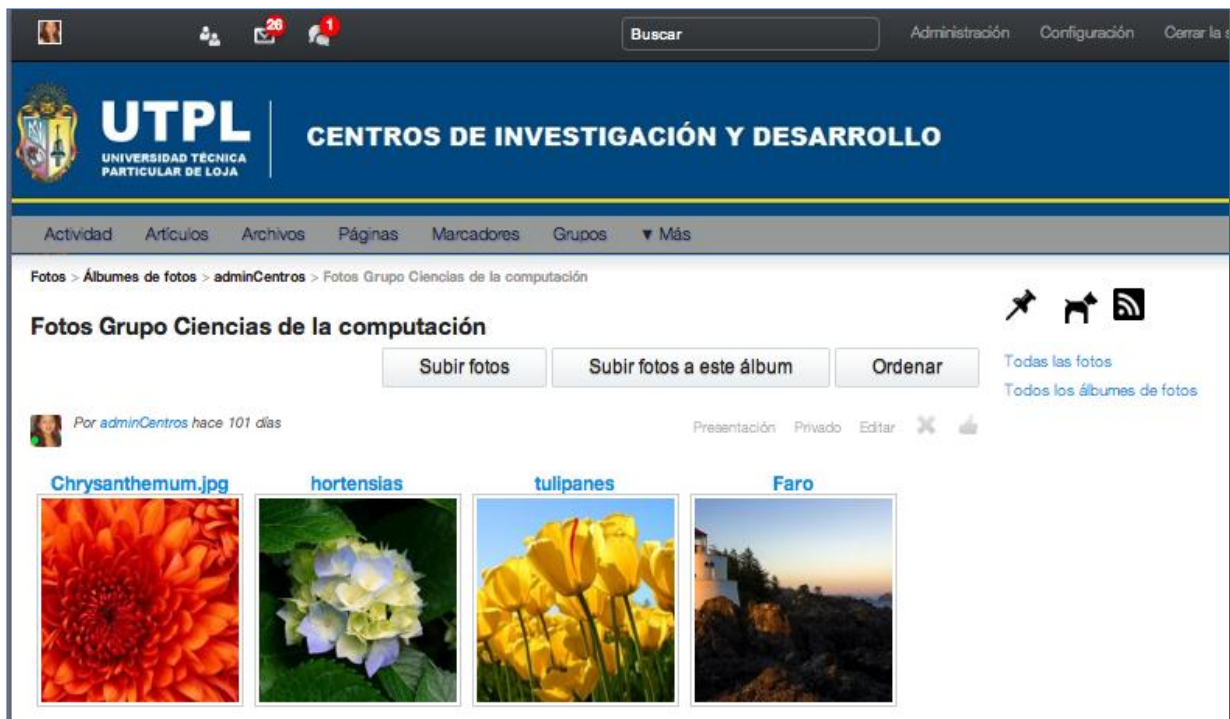 26
1
Buscar
Administración
Configuración
Cerrar la
UTPL
UNIVERSIDAD TÉCNICA
PARTICULAR DE LOJA
CENTROS DE INVESTIGACIÓN Y DESARROLLO
Actividad Artículos Archivos Páginas Marcadores Grupos ▼ Más
Fotos > Álbumes de fotos > adminCentros > Fotos Grupo Ciencias de la computación
Fotos Grupo Ciencias de la computación
Subir fotos
Subir fotos a este álbum
Ordenar
Todas las fotos
Todos los álbumes de fotos
Por adminCentros hace 101 días
Presentación Privado Editar
Chrysanthemum.jpg
hortensias
tulipanes
Faro